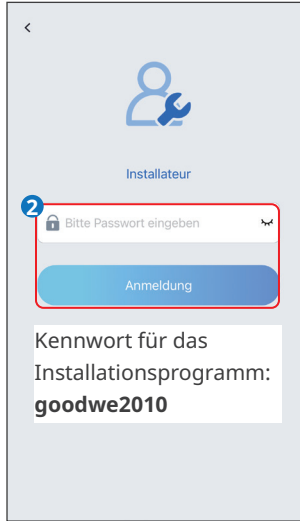 Installateur
2
Bitte Passwort eingeben
Anmeldung
Kennwort für das
Installationsprogramm:
goodwe2010